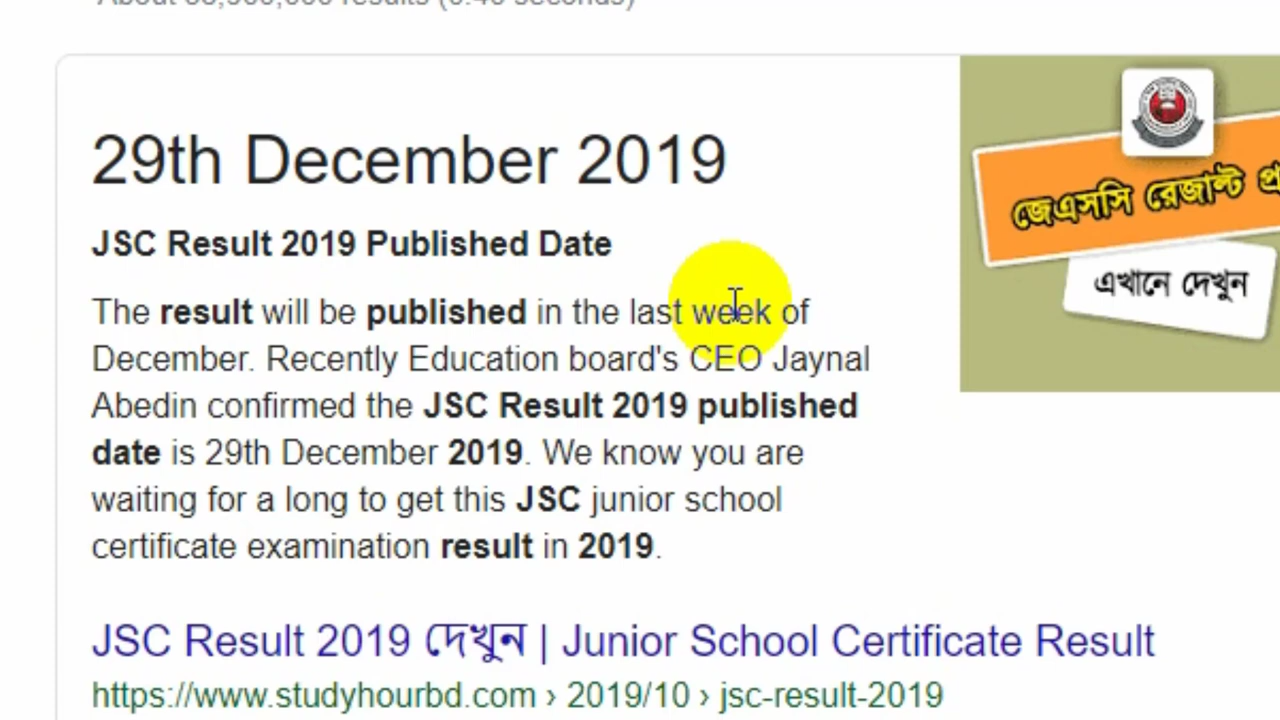 29th December 2019
JSC Result 2019 Published Date
The result will be published in the last week of
December. Recently Education board's CEO Jaynal
Abedin confirmed the JSC Result 2019 published
date is 29th December 2019. We know you are
waiting for a long to get this JSC junior school
certificate examination result in 2019.
জেএসসি রেজাল্ট
এখানে দেখুন
JSC Result 2019 দেখুন | Junior School Certificate Result
https://www.studyhourbd.com › 2019/10 › jsc-result-2019